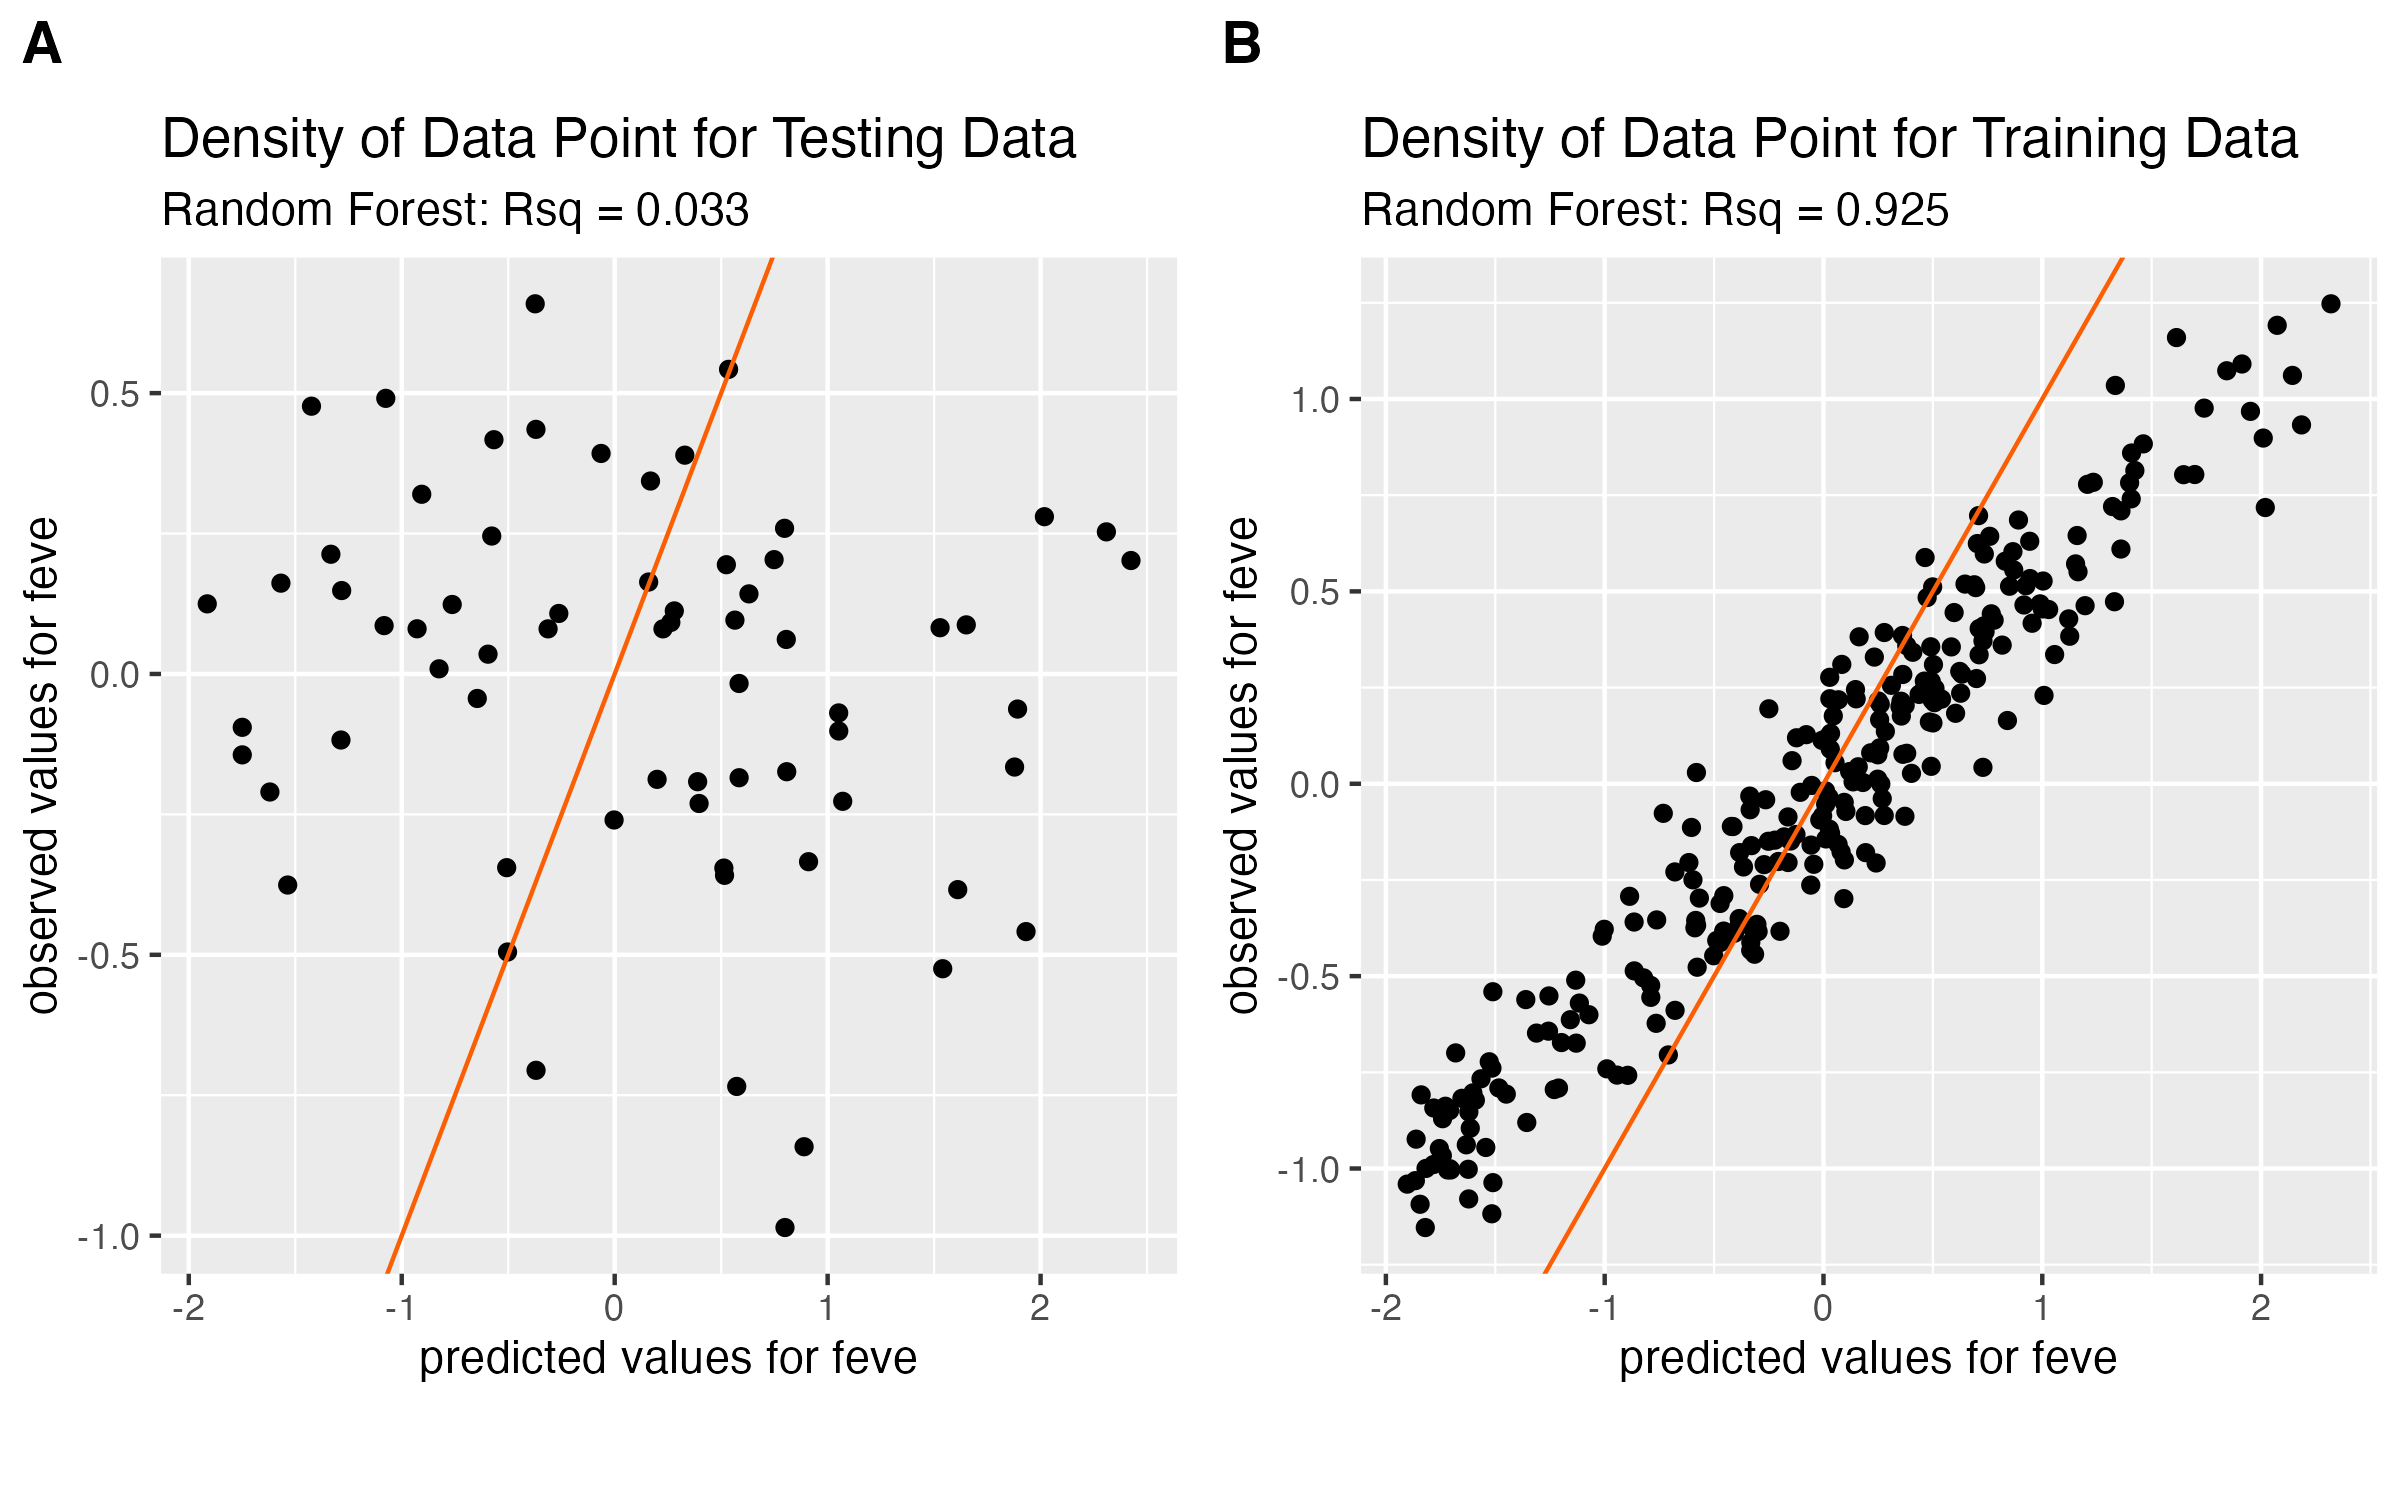 A
Density of Data Point for Testing Data
Random Forest: Rsq = 0.033
observed values for feve
0.5
0.0
-0.5
-1.0
-2
-1
0
1
2
predicted values for feve
B
Density of Data Point for Training Data
Random Forest: Rsq = 0.925
observed values for feve
1.0
0.5
0.0
-0.5
-1.0
-2
-1
0
1
2
predicted values for feve